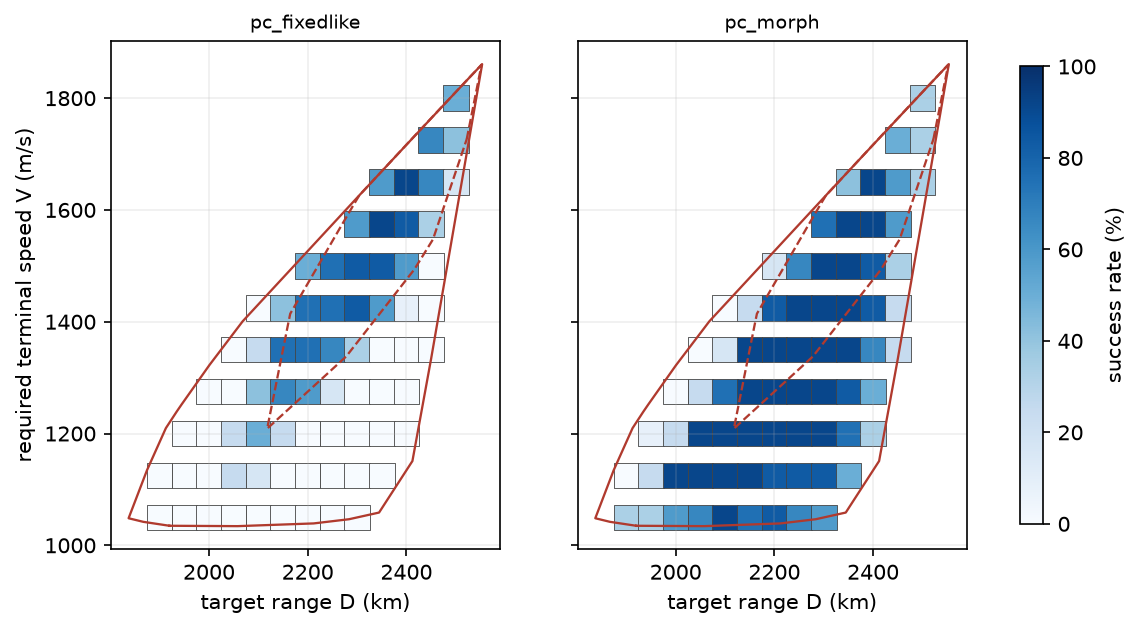 pc_fixedlike
pc_morph
required terminal speed V (m/s)
1800
1600
1400
1200
1000
2000 2200 2400
target range D (km)
2000 2200 2400
target range D (km)
100
80
60
40
20
0
success rate (%)